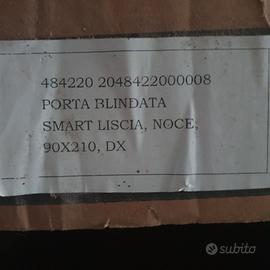 484220 2048422000008
PORTA BLINDATA
SMART LISCIA, NOCE,
90X210, DX
subito